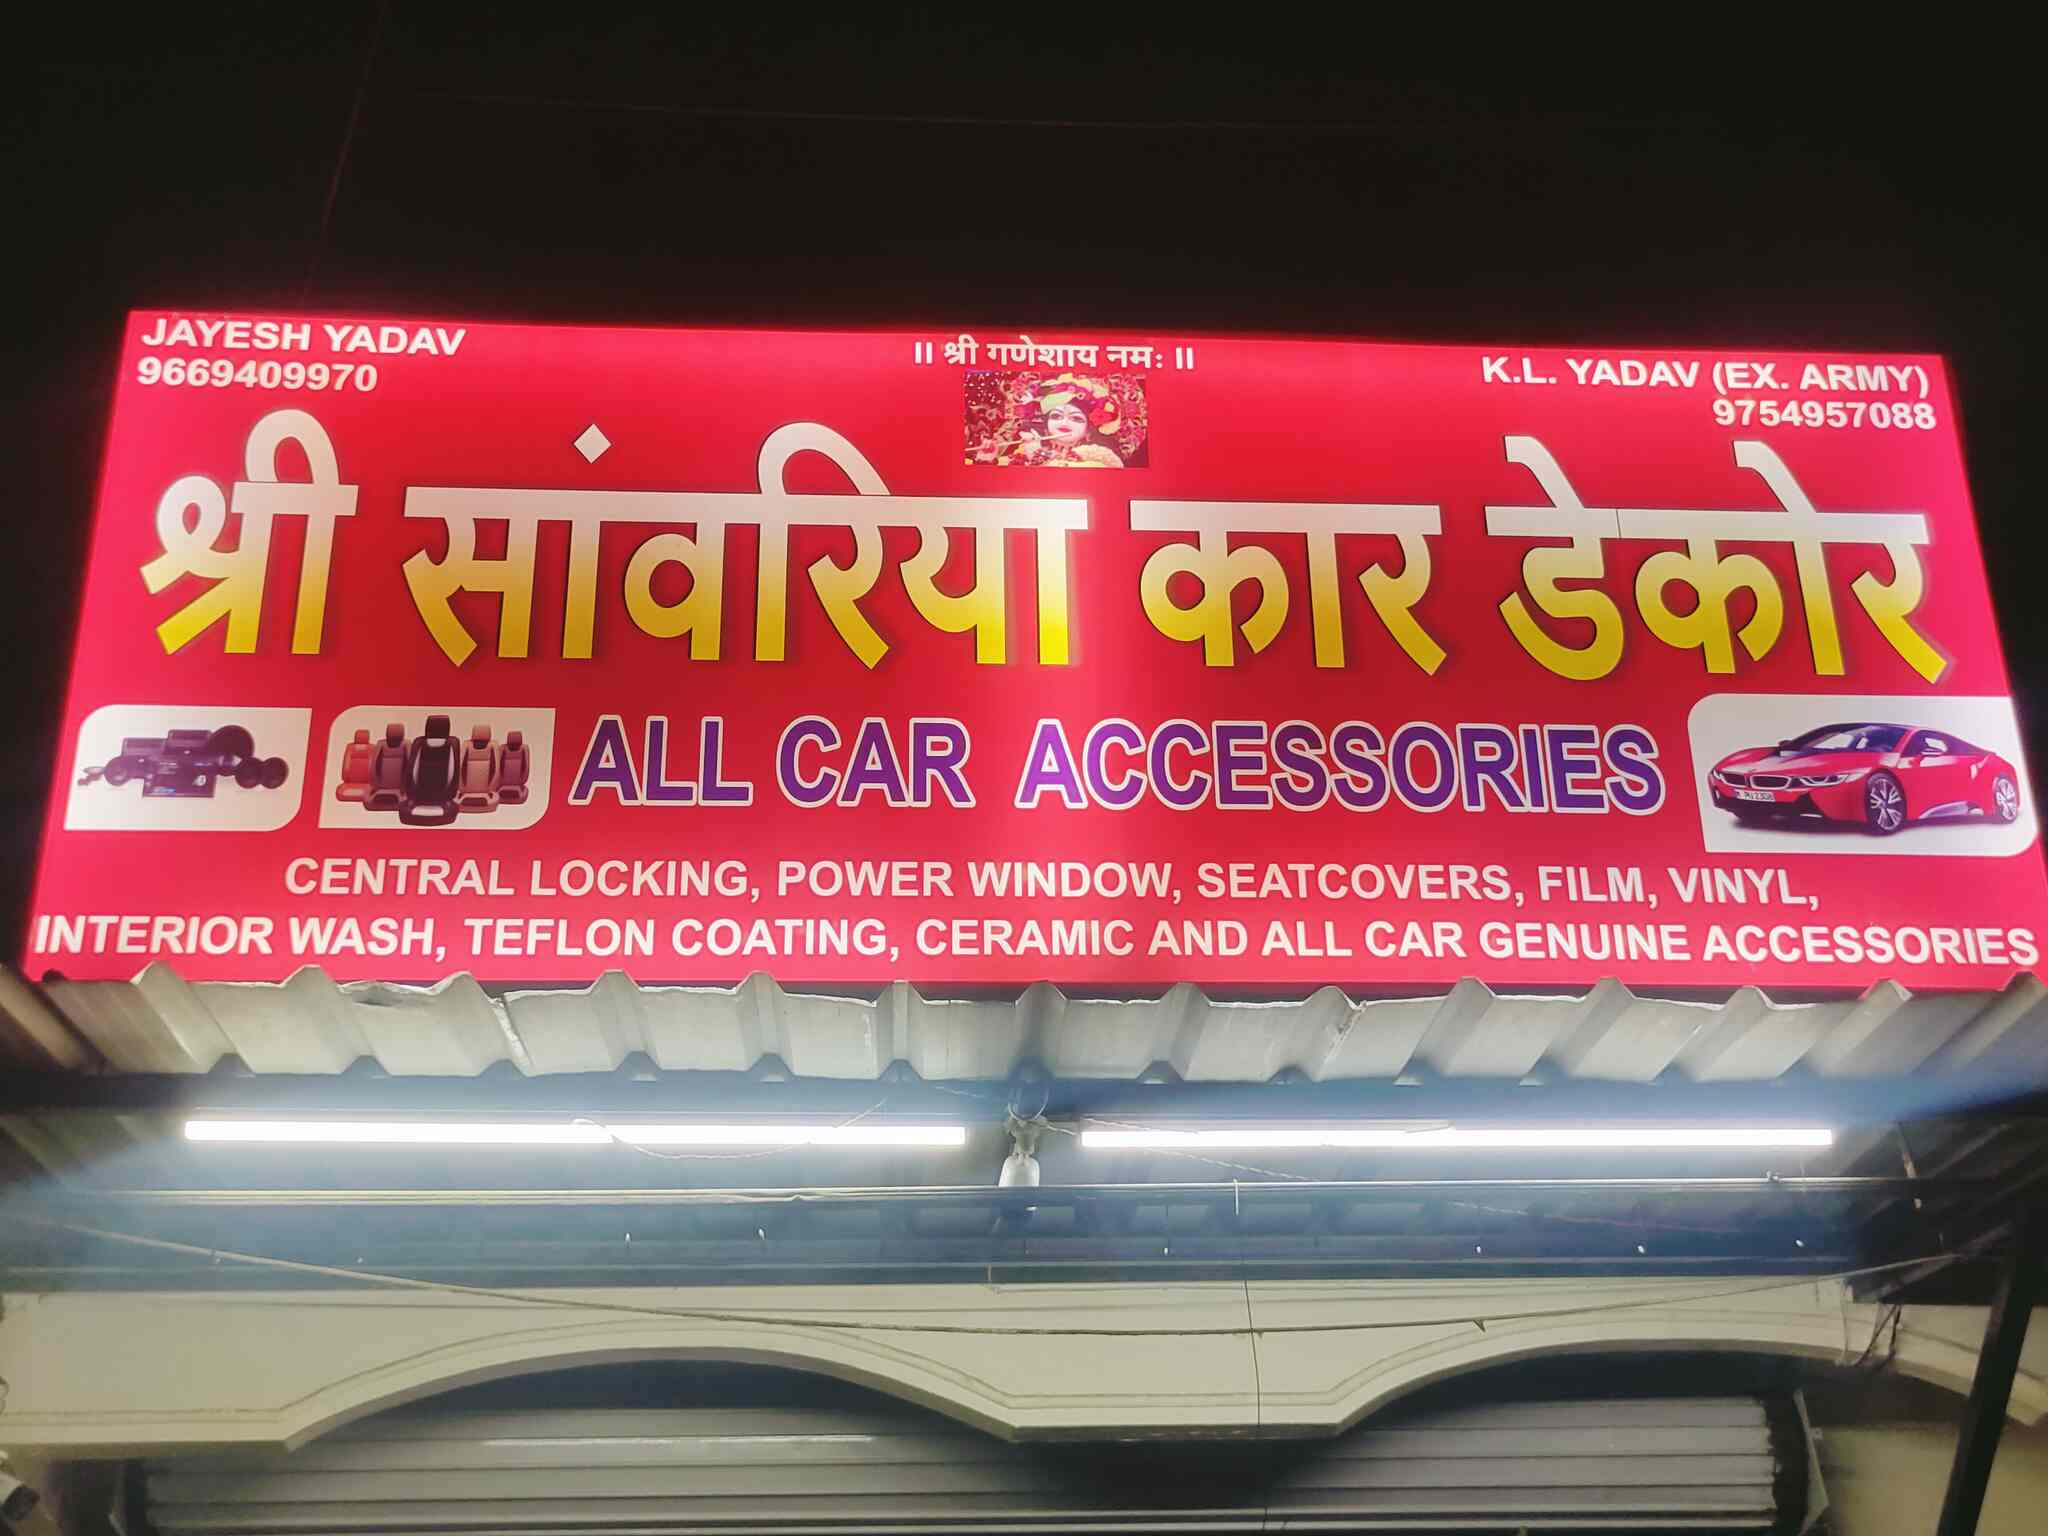 JAYESH YADAV
9669409970
॥ श्री गणेशाय नमः ॥
K.L. YADAV (EX. ARMY)
9754957088
श्री सांवरिया कार डेकोर
ALL CAR ACCESSORIES
CENTRAL LOCKING, POWER WINDOW, SEATCOVERS, FILM, VINYL,
INTERIOR WASH, TEFLON COATING, CERAMIC AND ALL CAR GENUINE ACCESSORIES